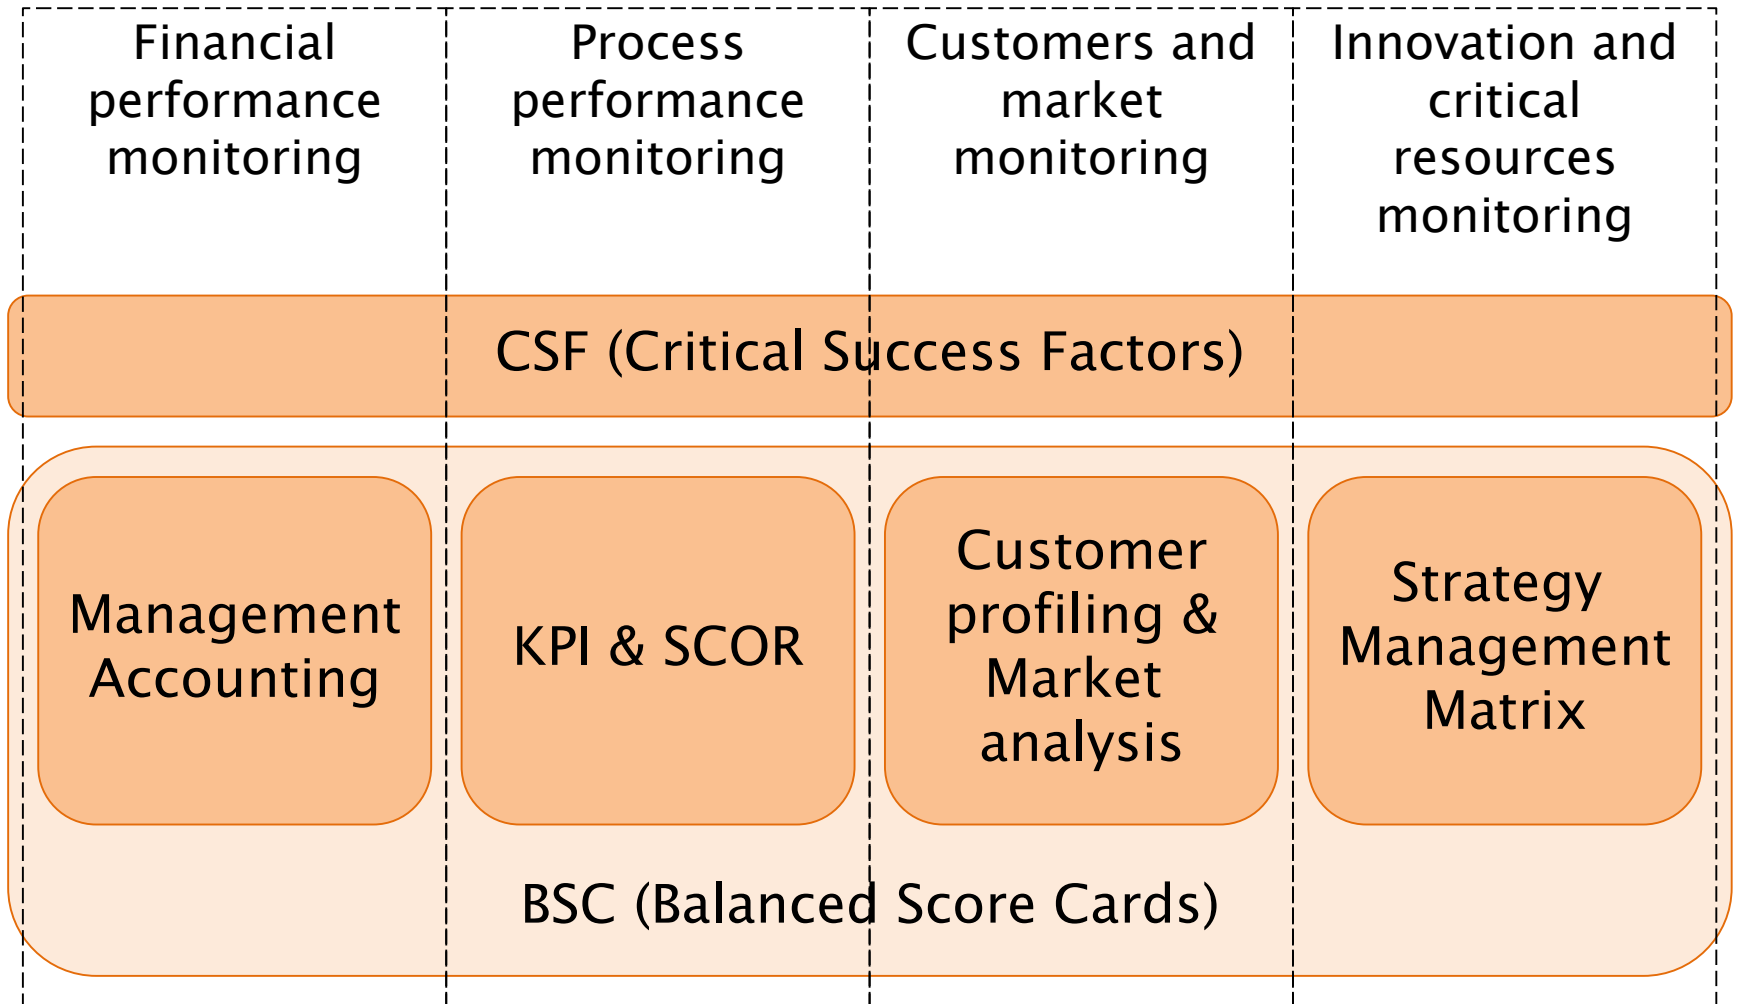 Financial
performance
monitoring
Process
performance
monitoring
Customers and
market
monitoring
Innovation and
critical
resources
monitoring
CSF (Critical Success Factors)
Management
Accounting
KPI & SCOR
Customer
profiling &
Market
analysis
Strategy
Management
Matrix
BSC (Balanced Score Cards)